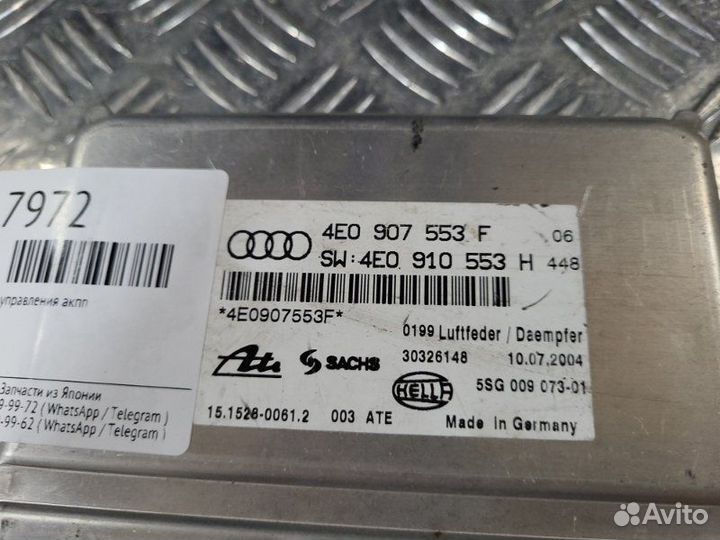 7972
управления акпп
Запчасти из Японии
9-99-72 ( WhatsApp / Telegram )
9-99-62 ( WhatsApp / Telegram )
4E0 907 553 F 06
SW:4E0 910 553 H 448
*4E0907553F*
0199 Luftfeder / Daempfer
Ate SACHS 30326148 10.07.2004
HELLA 5SG 009 073-01
15.1526-0061.2 003 ATE Made in Germany
Avito